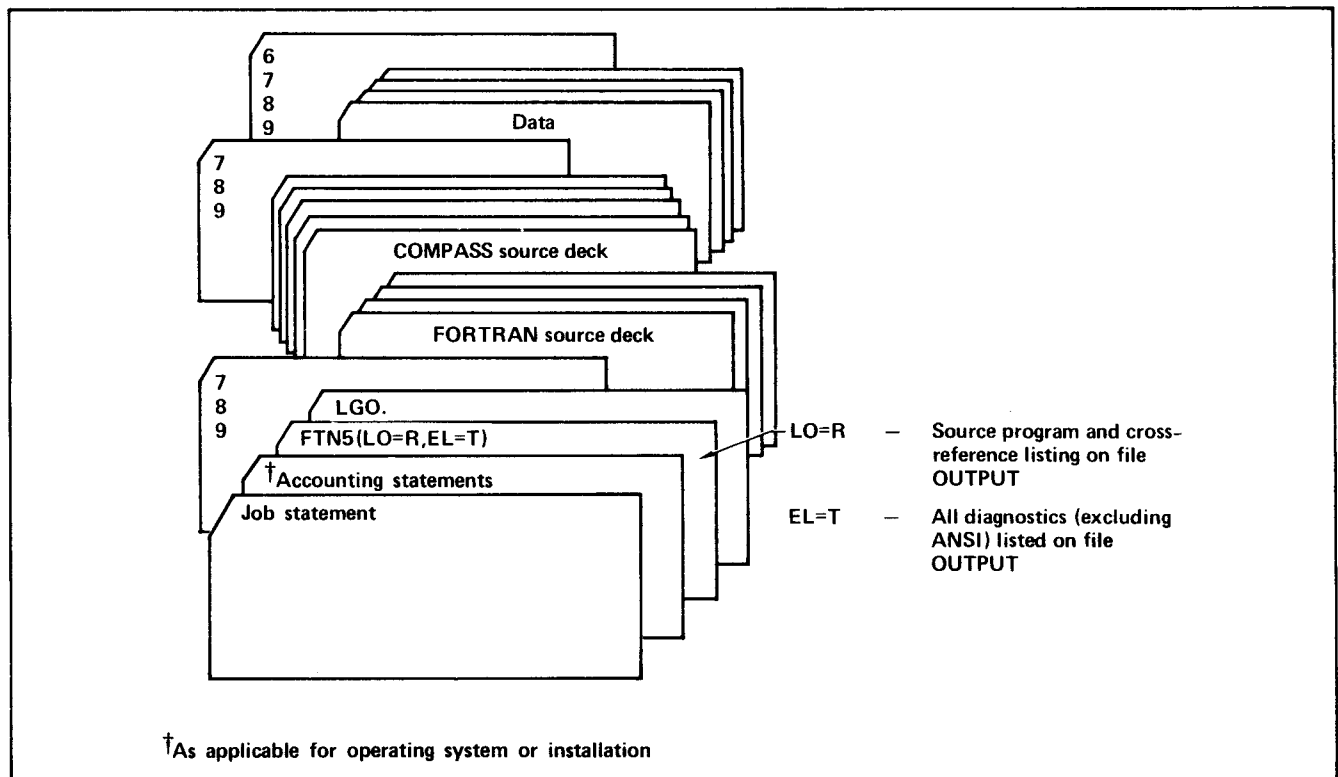 6
7
8
9
Data
7
8
9
COMPASS source deck
FORTRAN source deck
7
8
9
LGO.
FTN5(LO=R,EL=T)
†Accounting statements
Job statement
LO=R – Source program and cross-
reference listing on file
OUTPUT
EL=T – All diagnostics (excluding
ANSI) listed on file
OUTPUT
†As applicable for operating system or installation